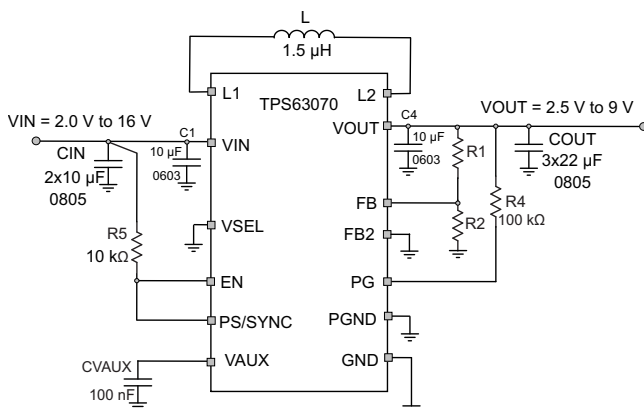 L
1.5 µH
L1
L2
TPS63070
VIN = 2.0 V to 16 V
VOUT = 2.5 V to 9 V
C1
C4
VIN
VOUT
10 µF
0603
10 µF
0603
CIN
2x10 µF
0805
COUT
3x22 µF
0805
R1
FB
R2
R4
100 kΩ
VSEL
FB2
R5
10 kΩ
EN
PG
PS/SYNC
PGND
VAUX
GND
CVAUX
100 nF